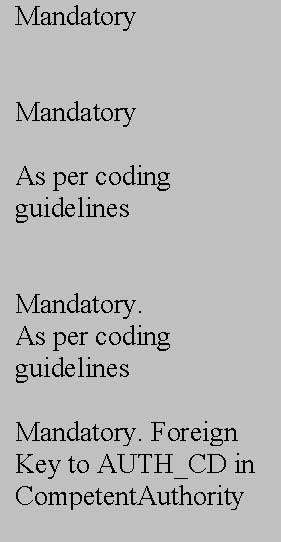 Mandatory
Mandatory
As per coding
guidelines
Mandatory.
As per coding
guidelines
Mandatory. Foreign
Key to AUTH_CD in
CompetentAuthority